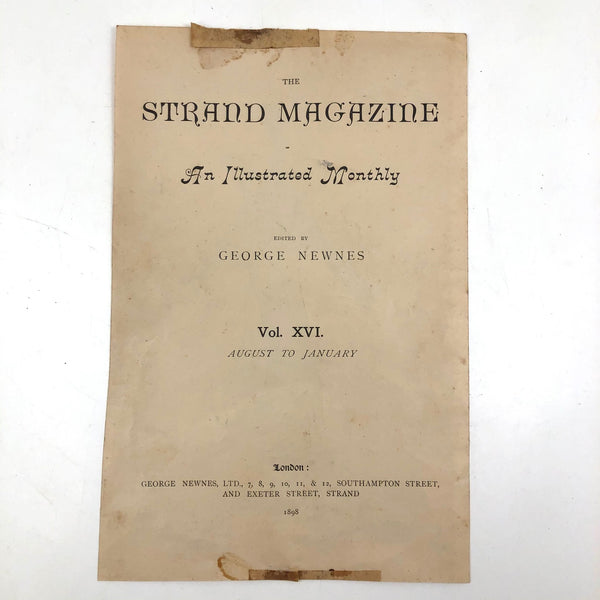 THE
STRAND MAGAZINE
An Illustrated Monthly
EDITED BY
GEORGE NEWNES
Vol. XVI.
AUGUST TO JANUARY
London:
GEORGE NEWNES, LTD., 7, 8, 9, 10, 11, & 12, SOUTHAMPTON STREET,
AND EXETER STREET, STRAND
1898